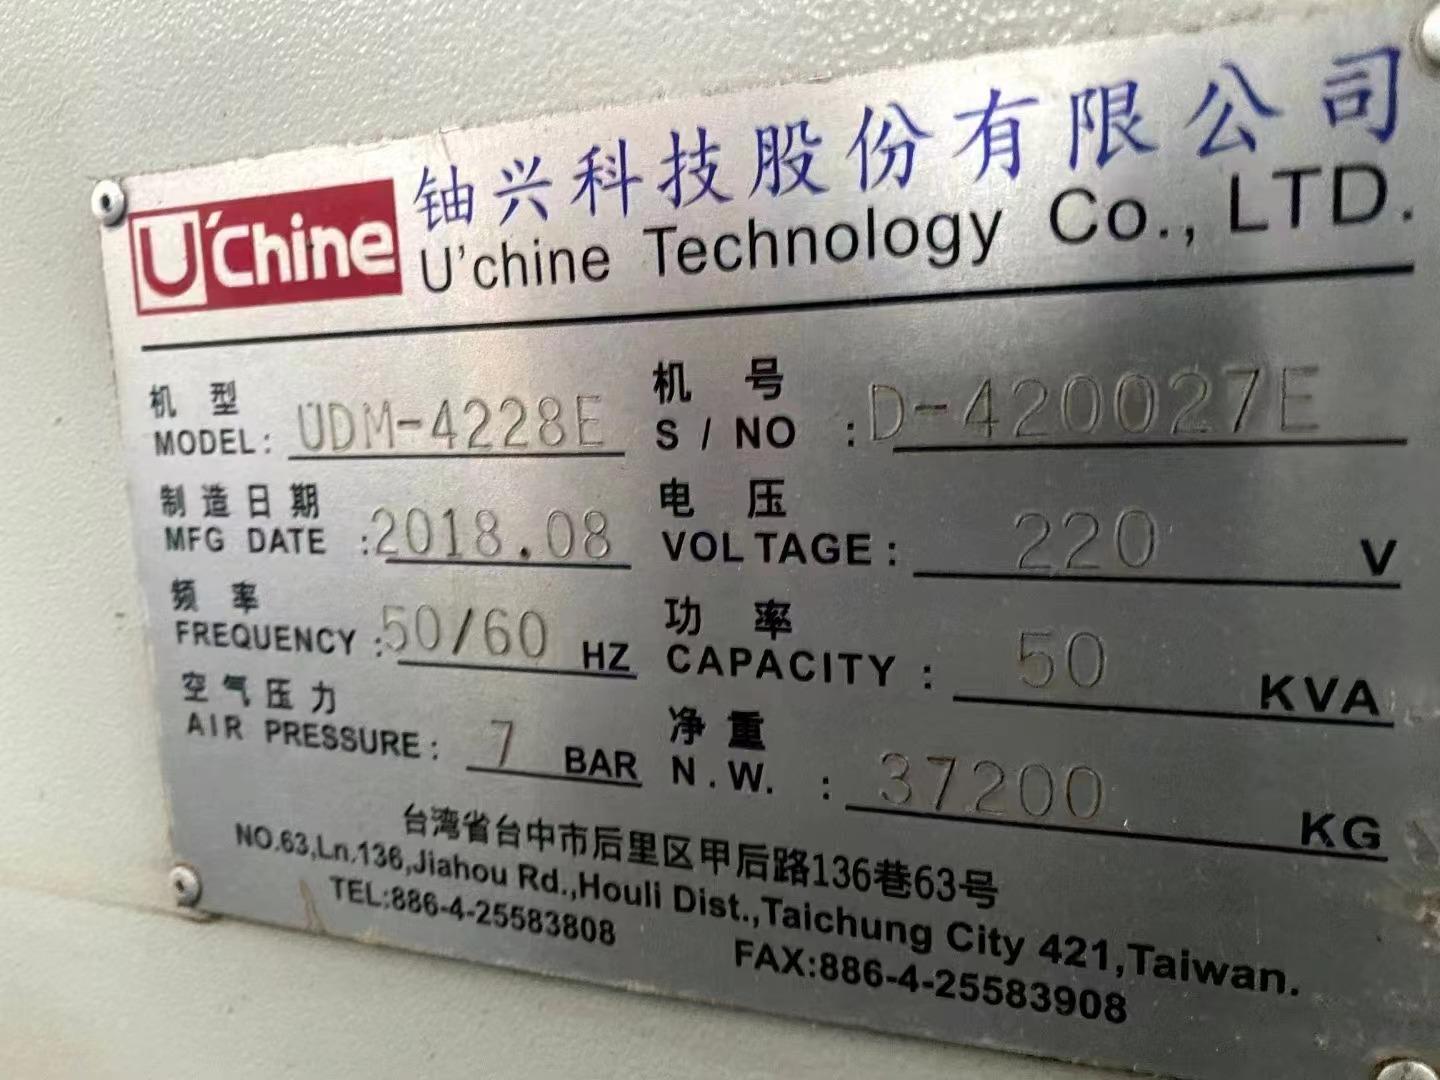 U'Chine
铀兴科技股份有限公司
U'chine Technology Co., LTD.
机型 机号
MODEL: UDM-4228E S/NO :D-420027E
制造日期 电压
MFG DATE :2018.08 VOLTAGE: 220 V
频率 功率
FREQUENCY :50/60 HZ CAPACITY: 50 KVA
空气压力 净重
AIR PRESSURE: 7 BAR N.W. : 37200 KG
台湾省台中市后里区甲后路136巷63号
NO.63,Ln.136,Jiahou Rd.,Houli Dist.,Taichung City 421,Taiwan.
TEL:886-4-25583808 FAX:886-4-25583908